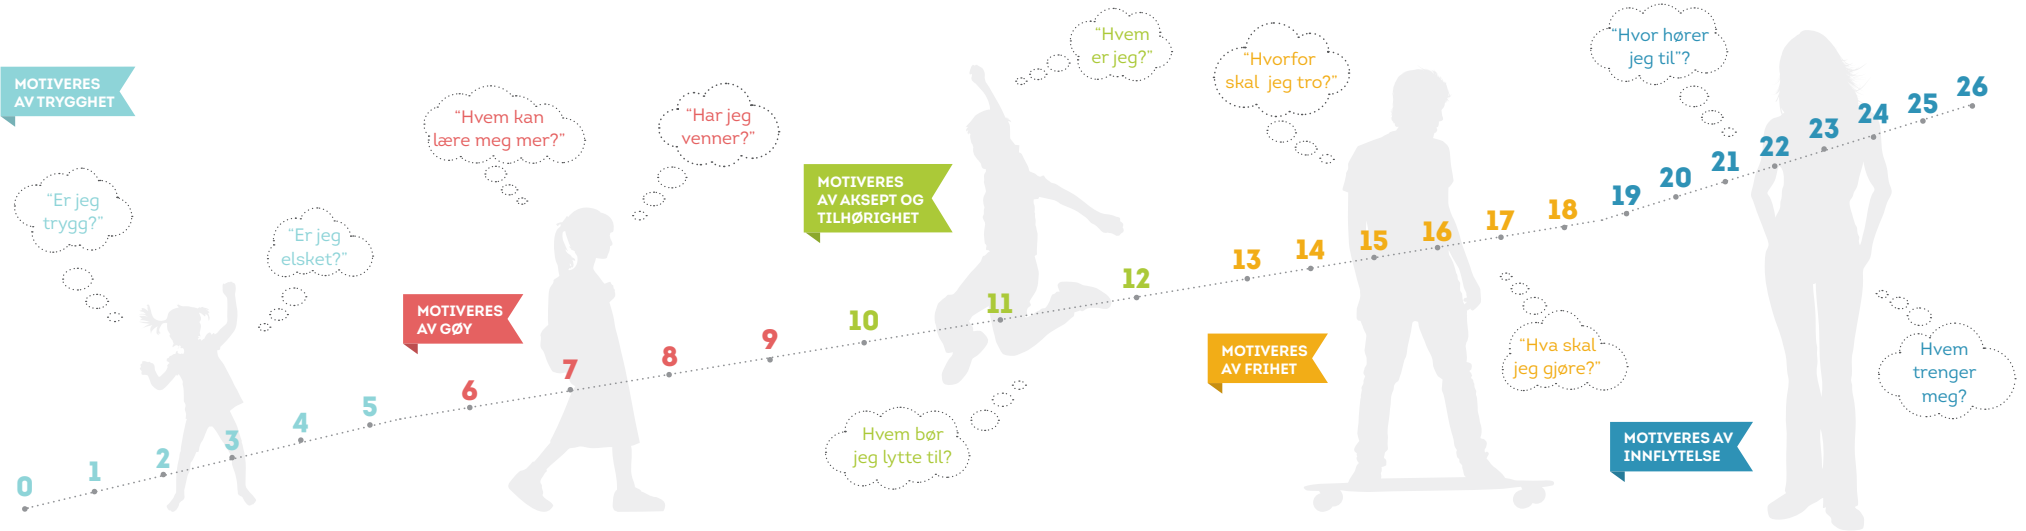 MOTIVERES
AV TRYGGHET
“Er jeg
trygg?”
“Er jeg
elsket?”
0
1
2
3
4
5
MOTIVERES
AV GØY
“Hvem kan
lære meg mer?”
“Har jeg
venner?”
6
7
8
9
MOTIVERES
AV AKSEPT OG
TILHØRIGHET
“Hvem
er jeg?”
Hvem bør
jeg lytte til?
10
11
12
MOTIVERES
AV FRIHET
“Hvorfor
skal jeg tro?”
“Hva skal
jeg gjøre?”
13
14
15
16
17
18
MOTIVERES AV
INNFLYTELSE
“Hvor hører
jeg til”?
Hvem
trenger
meg?
19
20
21
22
23
24
25
26